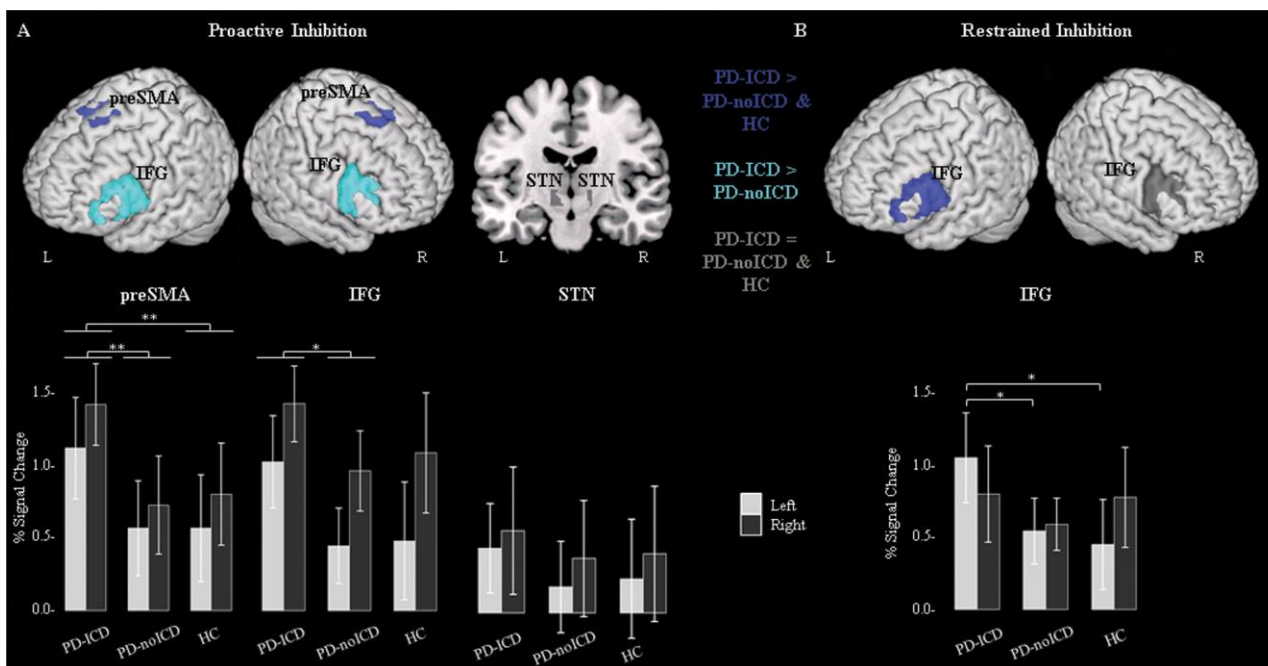 A
Proactive Inhibition
B
Restrained Inhibition
preSMA
IFG
L
preSMA
IFG
R
STN STN
L R
PD-ICD >
PD-noICD &
HC
PD-ICD >
PD-noICD
PD-ICD =
PD-noICD &
HC
IFG
L
IFG
R
preSMA
**
**
% Signal Change
1.5-
1.0-
0.5-
0.0-
PD-ICD
PD-noICD
HC
IFG
*
PD-ICD
PD-noICD
HC
STN
PD-ICD
PD-noICD
HC
Left
Right
IFG
*
*
% Signal Change
1.5-
1.0-
0.5-
0.0-
PD-ICD
PD-noICD
HC